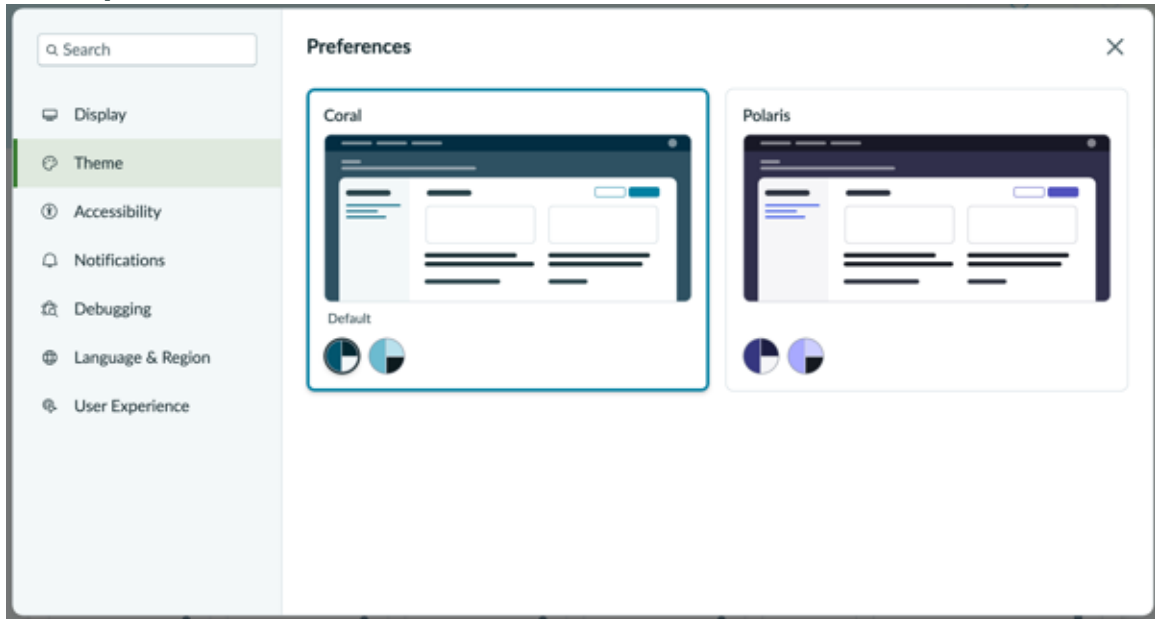 Search
Display
Theme
Accessibility
Notifications
Debugging
Language & Region
User Experience
Preferences
Coral
Default
Polaris